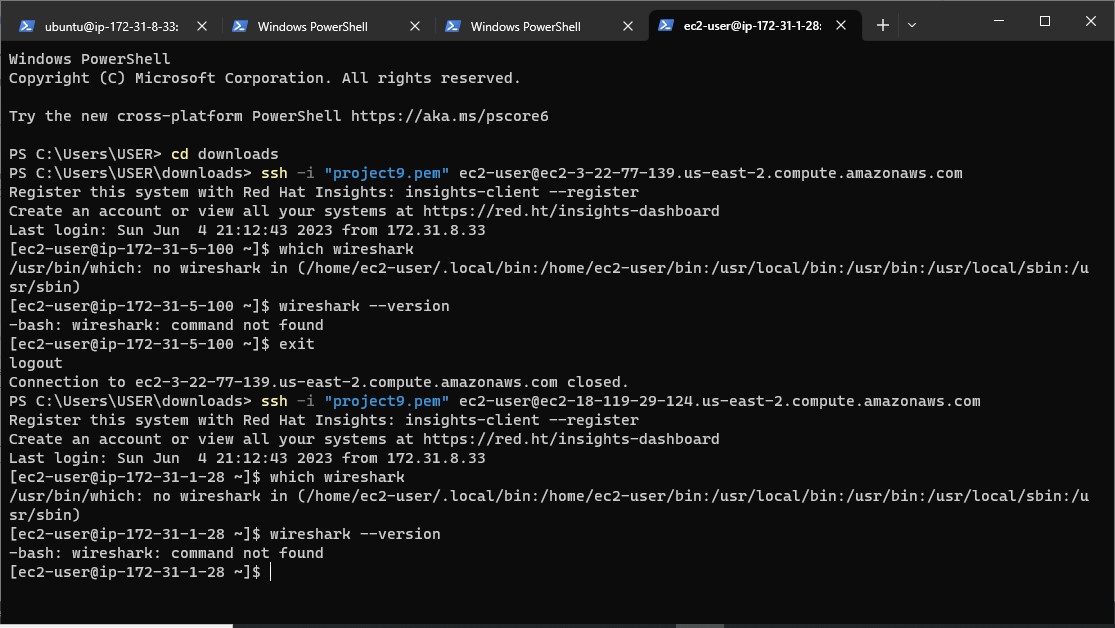 ubuntu@ip-172-31-8-33:
Windows PowerShell
Windows PowerShell
ec2-user@ip-172-31-1-28:
Windows PowerShell
Copyright (C) Microsoft Corporation. All rights reserved.
Try the new cross-platform PowerShell https://aka.ms/pscore6
PS C:\Users\USER> cd downloads
PS C:\Users\USER\downloads> ssh -i "project9.pem" ec2-user@ec2-3-22-77-139.us-east-2.compute.amazonaws.com
Register this system with Red Hat Insights: insights-client --register
Create an account or view all your systems at https://red.ht/insights-dashboard
Last login: Sun Jun  4 21:12:43 2023 from 172.31.8.33
[ec2-user@ip-172-31-5-100 ~]$ which wireshark
/usr/bin/which: no wireshark in (/home/ec2-user/.local/bin:/home/ec2-user/bin:/usr/local/bin:/usr/bin:/usr/local/sbin:/u
sr/sbin)
[ec2-user@ip-172-31-5-100 ~]$ wireshark --version
-bash: wireshark: command not found
[ec2-user@ip-172-31-5-100 ~]$ exit
logout
Connection to ec2-3-22-77-139.us-east-2.compute.amazonaws.com closed.
PS C:\Users\USER\downloads> ssh -i "project9.pem" ec2-user@ec2-18-119-29-124.us-east-2.compute.amazonaws.com
Register this system with Red Hat Insights: insights-client --register
Create an account or view all your systems at https://red.ht/insights-dashboard
Last login: Sun Jun  4 21:12:43 2023 from 172.31.8.33
[ec2-user@ip-172-31-1-28 ~]$ which wireshark
/usr/bin/which: no wireshark in (/home/ec2-user/.local/bin:/home/ec2-user/bin:/usr/local/bin:/usr/bin:/usr/local/sbin:/u
sr/sbin)
[ec2-user@ip-172-31-1-28 ~]$ wireshark --version
-bash: wireshark: command not found
[ec2-user@ip-172-31-1-28 ~]$